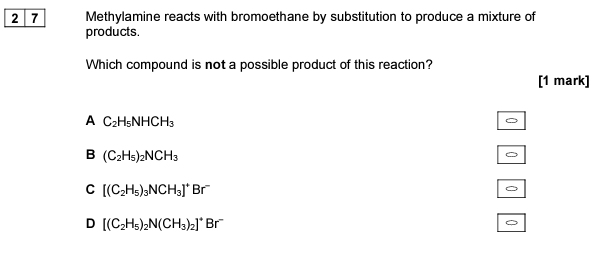 2 7 Methylamine reacts with bromoethane by substitution to produce a mixture of
products.
Which compound is not a possible product of this reaction?
[1 mark]
A C₂H₅NHCH₃
B (C₂H₅)₂NCH₃
C [(C₂H₅)₃NCH₃]⁺ Br⁻
D [(C₂H₅)₂N(CH₃)₂]⁺ Br⁻